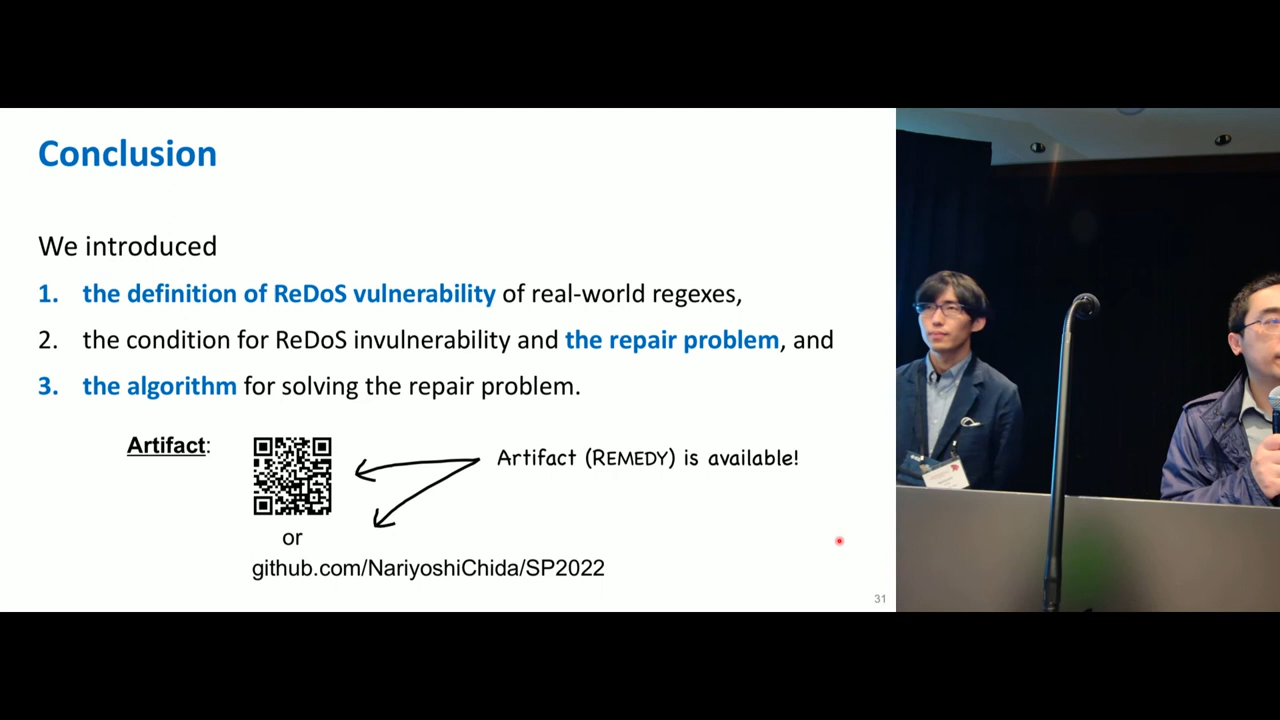 Conclusion
We introduced
1. the definition of ReDoS vulnerability of real-world regexes,
2. the condition for ReDoS invulnerability and the repair problem, and
3. the algorithm for solving the repair problem.
Artifact:
Artifact (REMEDY) is available!
or
github.com/NariyoshiChida/SP2022
31